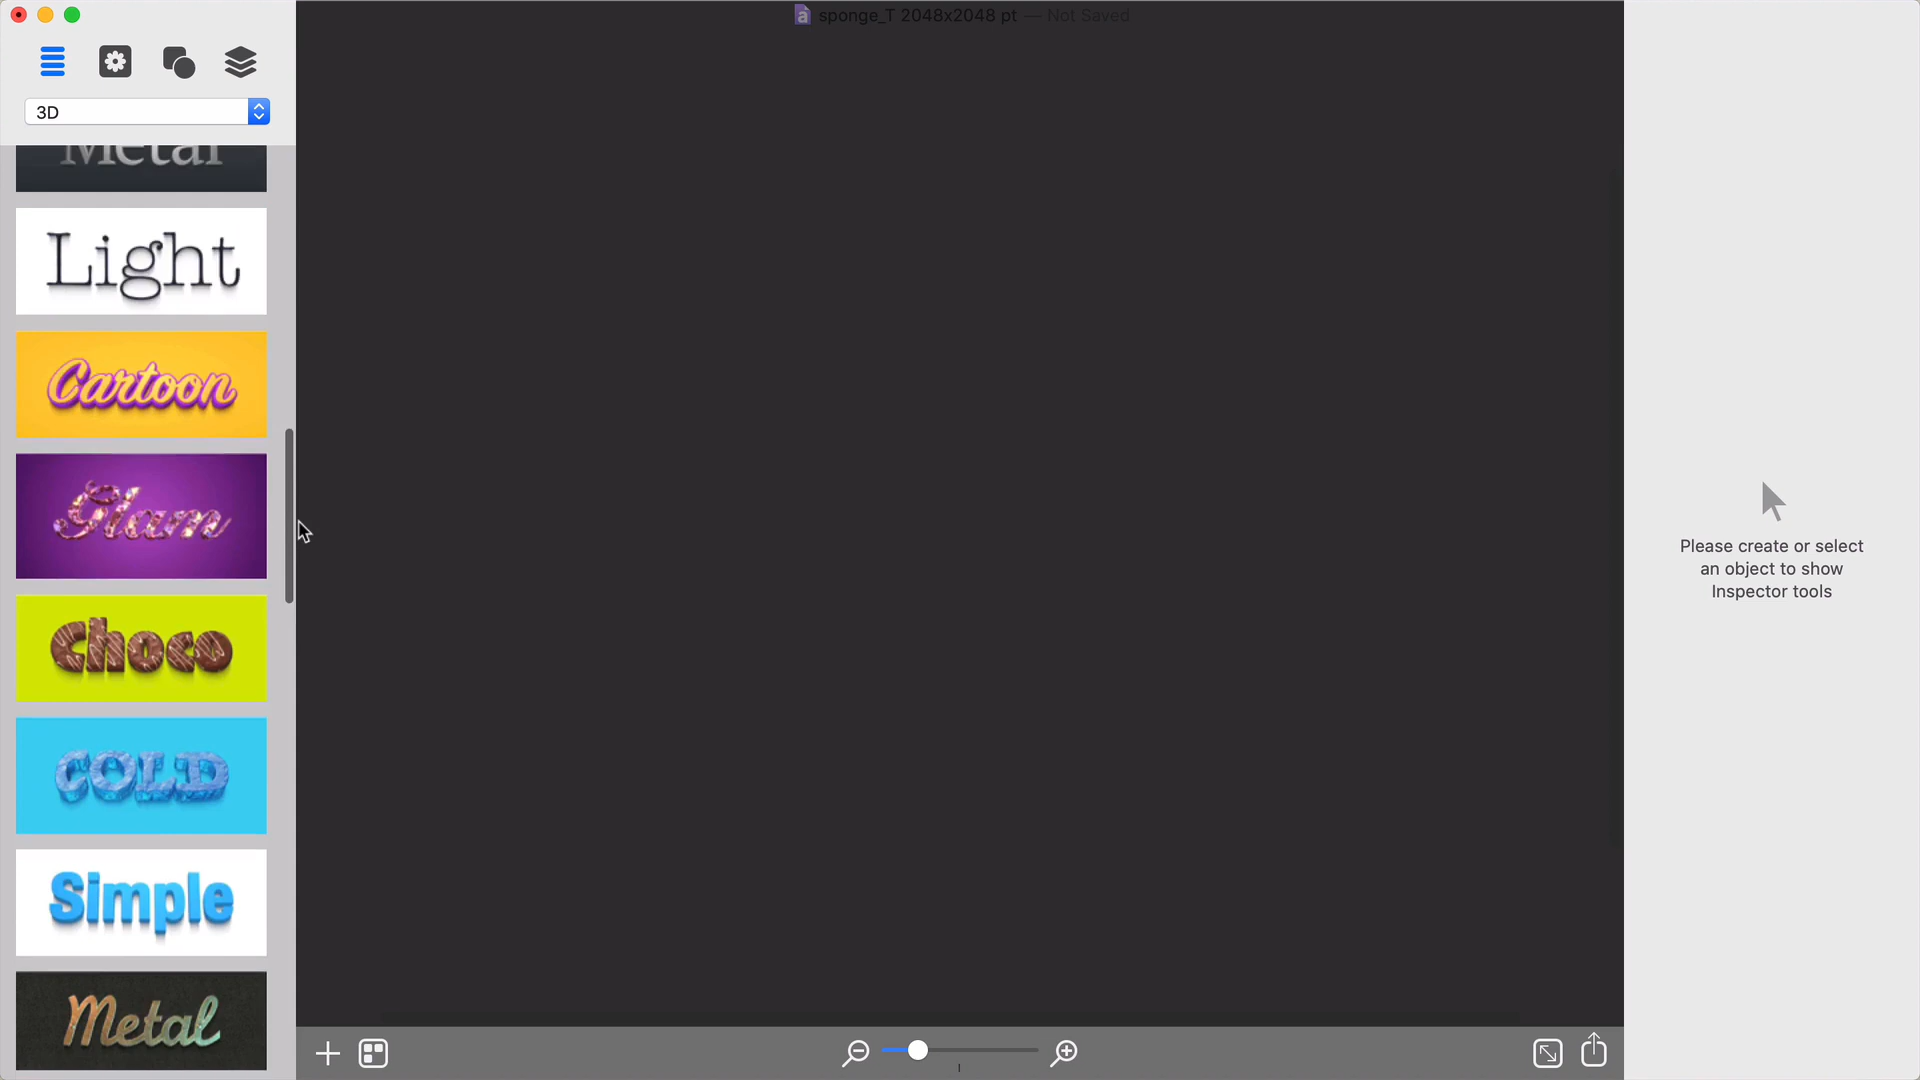 sponge_T 2048x2048 pt — Not Saved
3D
Metal
Light
Cartoon
Glam
Choco
COLD
Simple
Metal
Please create or select
an object to show
Inspector tools